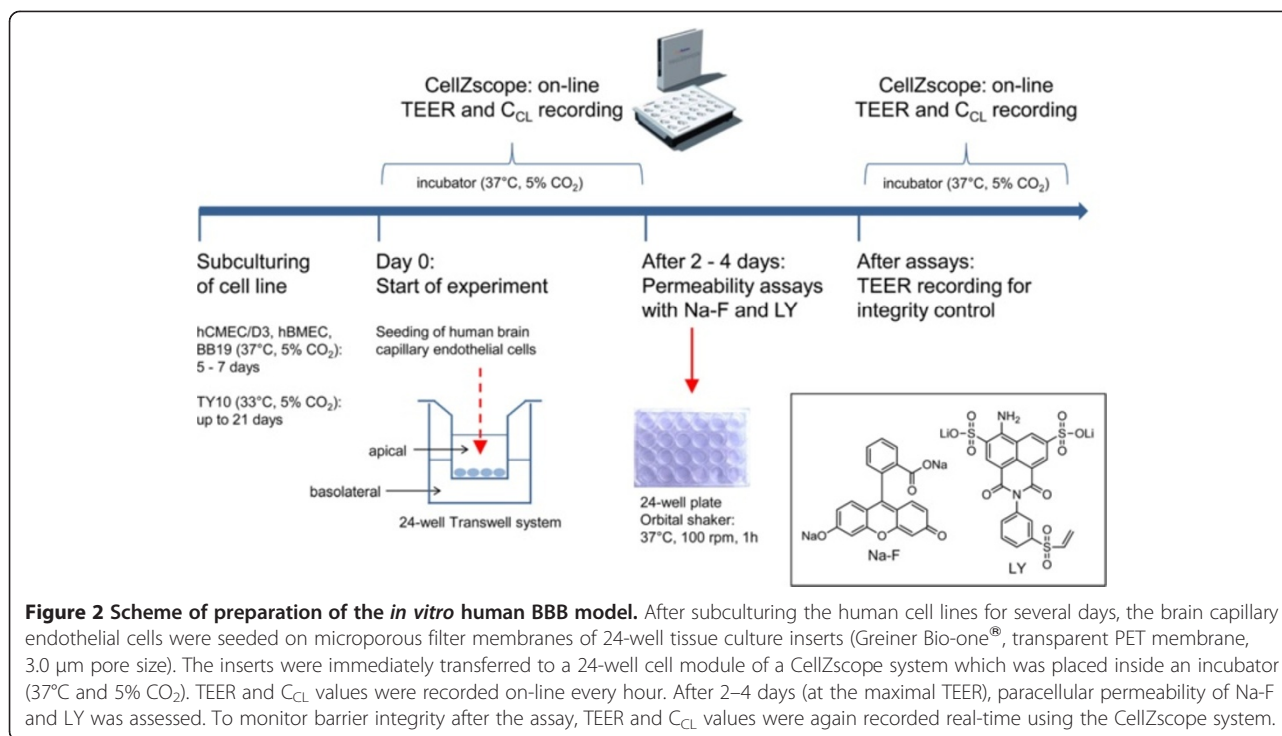 CellZscope: on-line
TEER and C_CL recording
incubator (37°C, 5% CO₂)
CellZscope: on-line
TEER and C_CL recording
incubator (37°C, 5% CO₂)
Subculturing
of cell line
hCMEC/D3, hBMEC,
BB19 (37°C, 5% CO₂):
5 - 7 days
TY10 (33°C, 5% CO₂):
up to 21 days
Day 0:
Start of experiment
Seeding of human brain
capillary endothelial cells
apical
basolateral
24-well Transwell system
After 2 - 4 days:
Permeability assays
with Na-F and LY
24-well plate
Orbital shaker:
37°C, 100 rpm, 1h
After assays:
TEER recording for
integrity control
ONa
O
NaO
O
O
Na-F
NH₂
O
O
LiO
S
O
O
S
OLi
O
N
O
S
O
O
LY
Figure 2 Scheme of preparation of the in vitro human BBB model. After subculturing the human cell lines for several days, the brain capillary
endothelial cells were seeded on microporous filter membranes of 24-well tissue culture inserts (Greiner Bio-one®, transparent PET membrane,
3.0 μm pore size). The inserts were immediately transferred to a 24-well cell module of a CellZscope system which was placed inside an incubator
(37°C and 5% CO₂). TEER and C_CL values were recorded on-line every hour. After 2–4 days (at the maximal TEER), paracellular permeability of Na-F
and LY was assessed. To monitor barrier integrity after the assay, TEER and C_CL values were again recorded real-time using the CellZscope system.